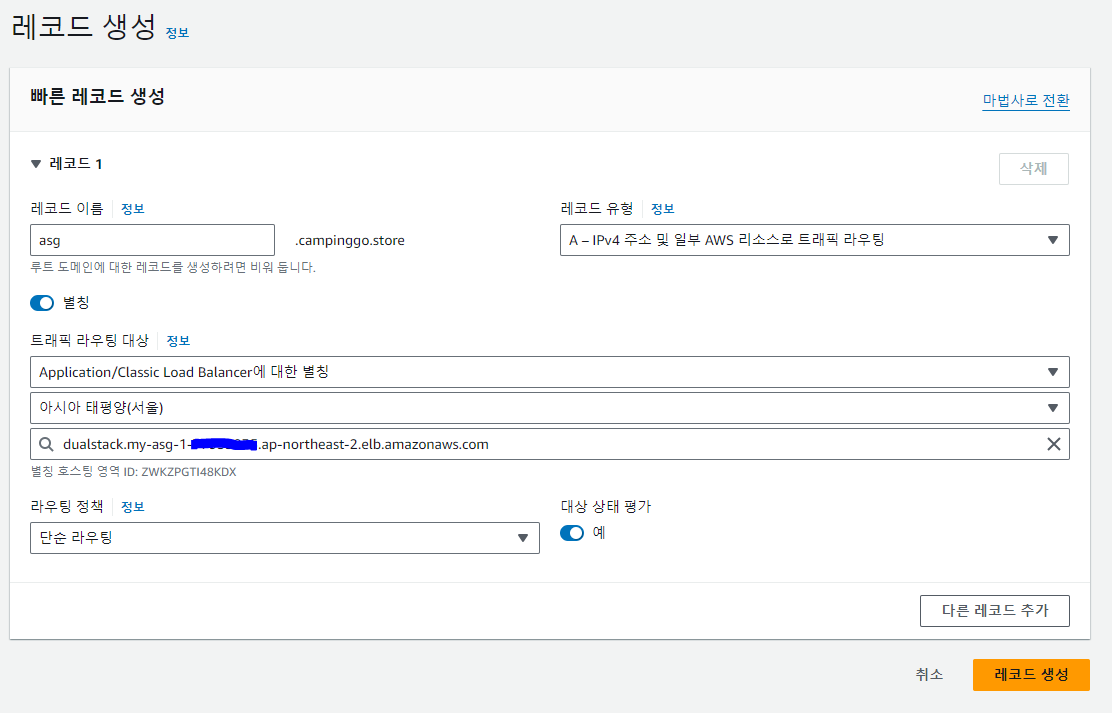 레코드 생성 정보
빠른 레코드 생성
마법사로 전환
레코드 1
삭제
레코드 이름 정보
레코드 유형 정보
asg .campinggo.store
A – IPv4 주소 및 일부 AWS 리소스로 트래픽 라우팅
루트 도메인에 대한 레코드를 생성하려면 비워 둡니다.
별칭
트래픽 라우팅 대상 정보
Application/Classic Load Balancer에 대한 별칭
아시아 태평양(서울)
dualstack.my-asg-1- .ap-northeast-2.elb.amazonaws.com
별칭 호스팅 영역 ID: ZWKZPGTI48KDX
라우팅 정책 정보
대상 상태 평가
단순 라우팅
예
다른 레코드 추가
취소
레코드 생성